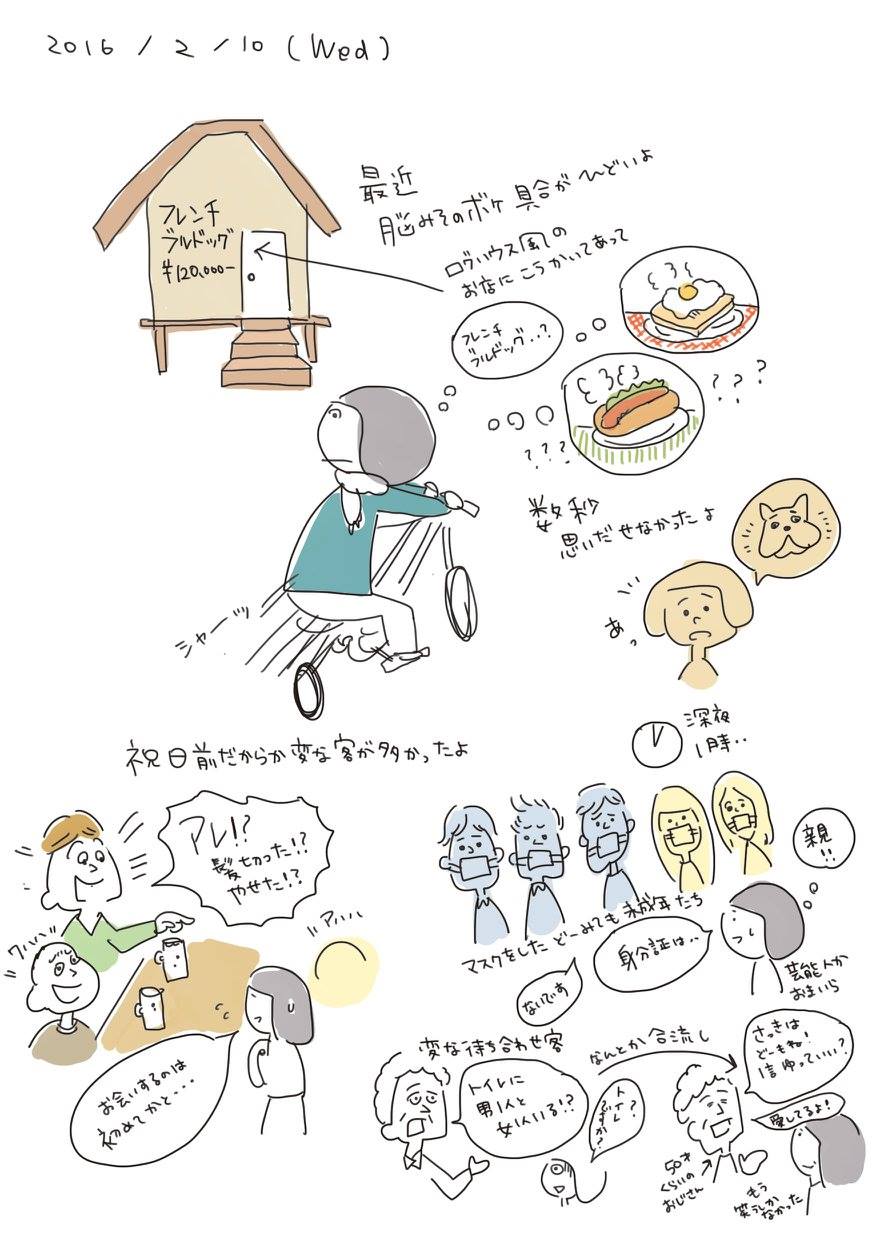 2016 / 2 / 10 (Wed)
最近
脳みそのボケ具合がひどいよ
フレンチ
ブルドッグ
¥120,000-
ログハウス風の
お店にこうかいてあって
フレンチ
ブルドッグ‥?
???
???
数秒
思いだせなかったよ
あっ
シャーッ
祝日前だからか変な客が多かったよ
アレ!?
髪切った!?
やせた!?
ワハハ
アハハ
お会いするのは
初めてかと・・・
深夜
1時‥
マスクをした どーみても未成年たち
親!!
身分証は‥
ないです
芸能人か
おまいら
変な待ち合わせ客
トイレに
男1人と
女1人いる!?
トイレ
ですか?
なんとか合流し
さっきは
どーもね!
愛してるよ!
50才
くらいの
おじさん
もう
笑うしか
なかった